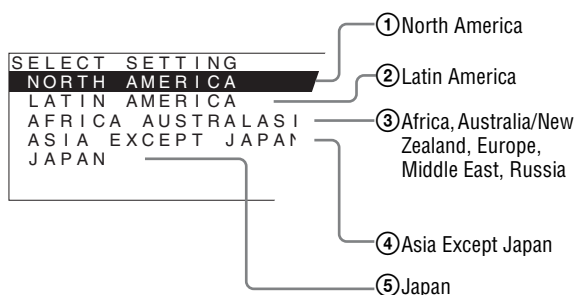 SELECT SETTING
NORTH AMERICA
LATIN AMERICA
AFRICA AUSTRALASI
ASIA EXCEPT JAPAN
JAPAN
①North America
②Latin America
③Africa, Australia/New
Zealand, Europe,
Middle East, Russia
④Asia Except Japan
⑤Japan